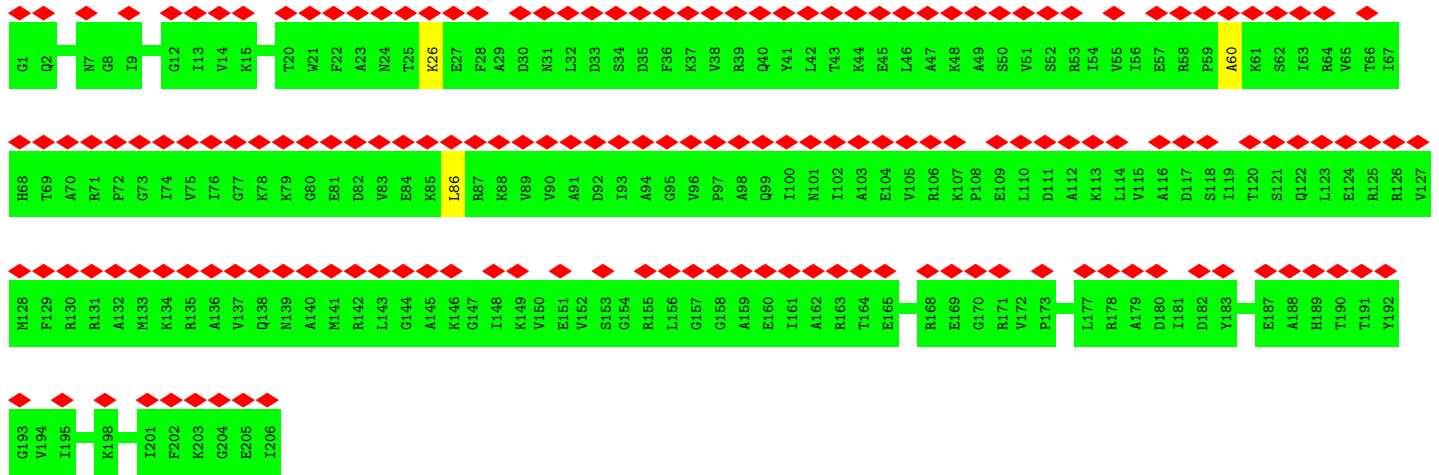 G1 Q2 N7 G8 I9 G12 I13 V14 K15 T20 W21 F22 A23 N24 T25 K26 E27 F28 A29 D30 N31 L32 D33 S34 D35 F36 K37 V38 R39 Q40 Y41 L42 T43 K44 E45 L46 A47 K48 A49 S50 V51 S52 R53 I54 V55 I56 E57 R58 P59 A60 K61 S62 I63 R64 V65 T66 I67
H68 T69 A70 R71 P72 G73 I74 V75 I76 G77 K78 K79 G80 E81 D82 V83 E84 K85 L86 R87 K88 V89 V90 A91 D92 I93 A94 G95 V96 P97 A98 Q99 I100 N101 I102 A103 E104 V105 R106 K107 P108 E109 L110 D111 A112 K113 L114 V115 A116 D117 S118 I119 T120 S121 Q122 L123 E124 R125 R126 V127
M128 F129 R130 R131 A132 M133 K134 R135 A136 V137 Q138 N139 A140 M141 R142 L143 G144 A145 K146 G147 I148 K149 V150 E151 V152 S153 G154 R155 L156 G157 G158 A159 E160 I161 A162 R163 T164 E165 R168 E169 G170 R171 V172 P173 L177 R178 A179 D180 I181 D182 Y183 E187 A188 H189 T190 T191 Y192
G193 V194 I195 K198 I201 F202 K203 G204 E205 I206